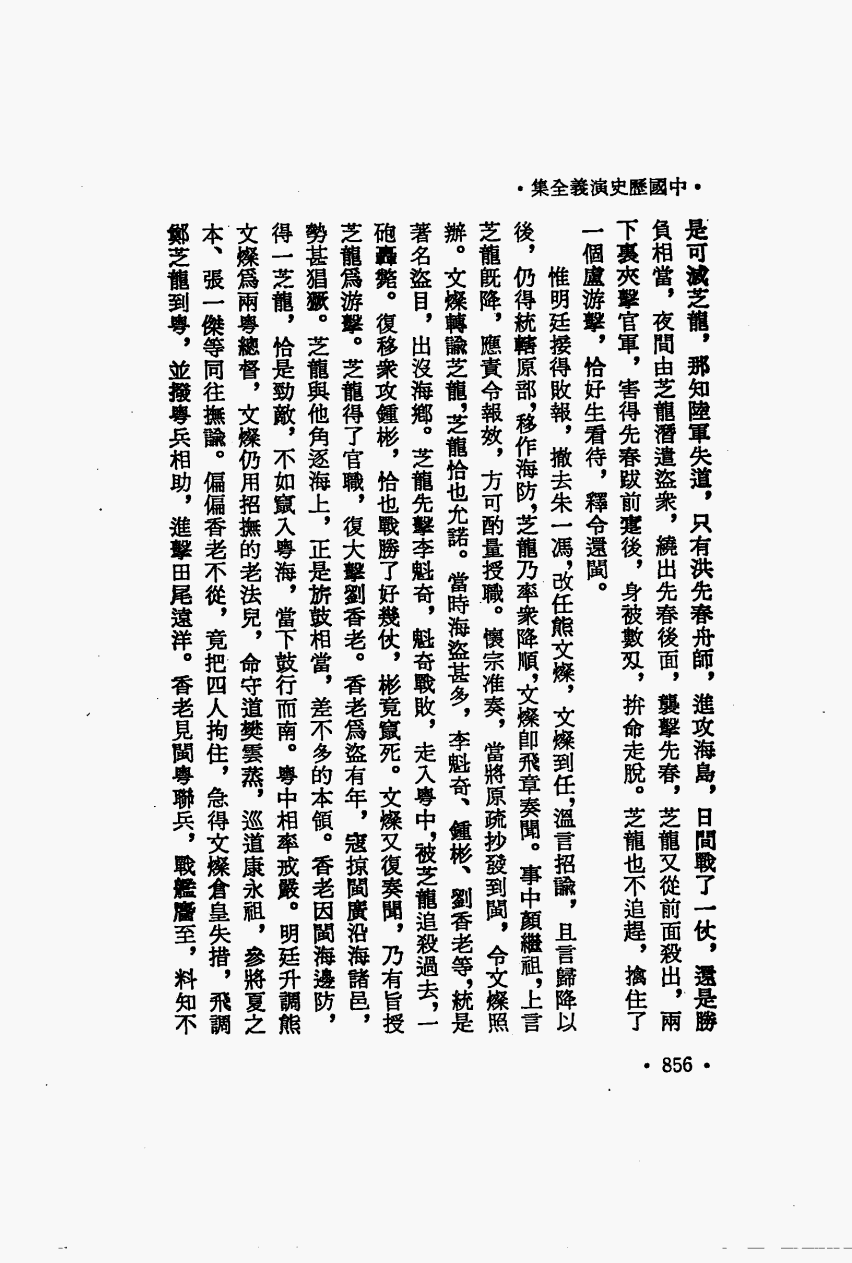 •中國歷史演義全集•
是可滅芝龍，那知陸軍失道，只有洪先春舟師，進攻海島，日間戰了一仗，還是勝
負相當，夜間由芝龍潛遣盜衆，繞出先春後面，襲擊先春，芝龍又從前面殺出，兩
下裏夾擊官軍，害得先春跋前疐後，身被數刄，拚命走脫。芝龍也不追趕，擒住了
一個盧游擊，恰好生看待，釋令還閩。
惟明廷接得敗報，撤去朱一馮，改任熊文燦，文燦到任，溫言招諭，且言歸降以
後，仍得統轄原部，移作海防，芝龍乃率衆降順，文燦卽飛章奏聞。事中顏繼祖，上言
芝龍旣降，應責令報效，方可酌量授職。懷宗准奏，當將原疏抄發到閩，令文燦照
辦。文燦轉諭芝龍，芝龍恰也允諾。當時海盜甚多，李魁奇、鍾彬、劉香老等，統是
著名盜目，出沒海鄉。芝龍先擊李魁奇，魁奇戰敗，走入粵中，被芝龍追殺過去，一
砲轟斃。復移衆攻鍾彬，恰也戰勝了好幾仗，彬竟竄死。文燦又復奏聞，乃有旨授
芝龍爲游擊。芝龍得了官職，復大擊劉香老。香老爲盜有年，寇掠閩廣沿海諸邑，
勢甚猖獗。芝龍與他角逐海上，正是旂鼓相當，差不多的本領。香老因閩海邊防，
得一芝龍，恰是勁敵，不如竄入粵海，當下鼓行而南。粵中相率戒嚴。明廷升調熊
文燦爲兩粵總督，文燦仍用招撫的老法兒，命守道樊雲蒸，巡道康永祖，參將夏之
本、張一傑等同往撫諭。偏偏香老不從，竟把四人拘住，急得文燦倉皇失措，飛調
鄭芝龍到粵，並撥粵兵相助，進擊田尾遠洋。香老見閩粵聯兵，戰艦麕至，料知不
•856•